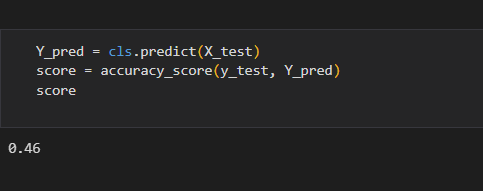 Y_pred = cls.predict(X_test)
score = accuracy_score(y_test, Y_pred)
score
0.46